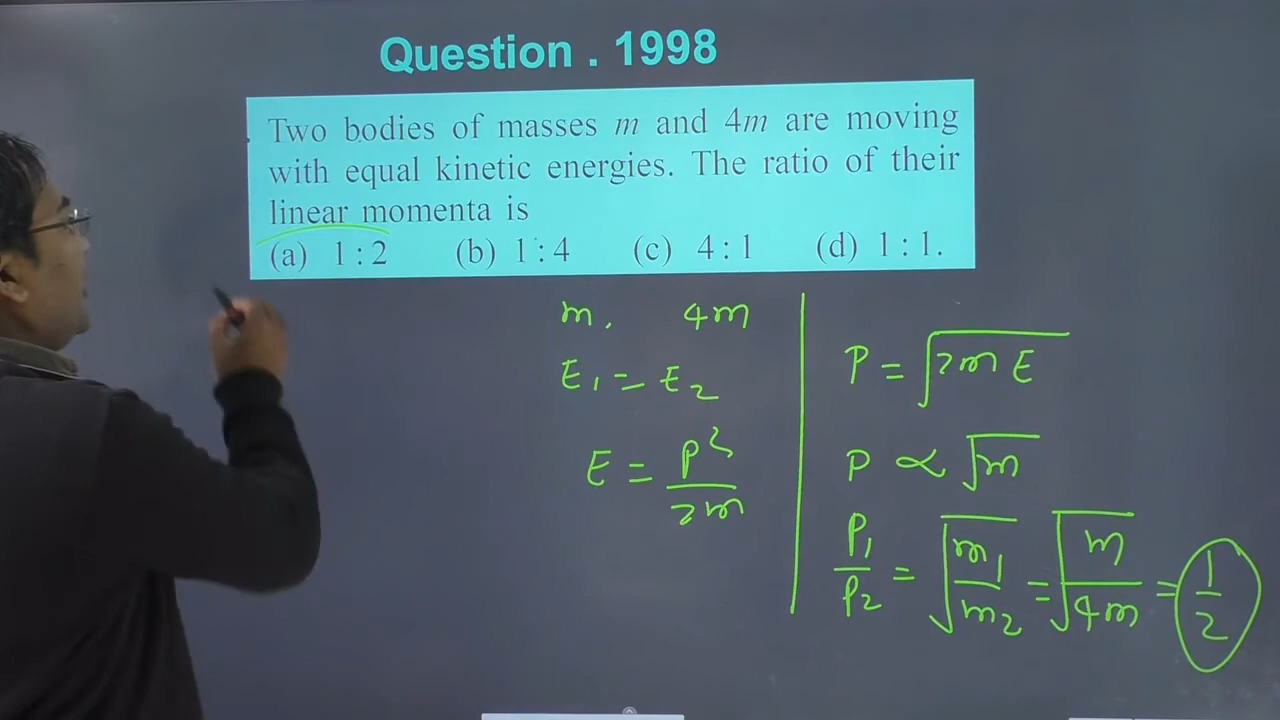 Question . 1998
Two bodies of masses m and 4m are moving
with equal kinetic energies. The ratio of their
linear momenta is
(a) 1 : 2 (b) 1 : 4 (c) 4 : 1 (d) 1 : 1.
m, 4m
E₁ = E₂
E = p²/2m
P = √2mE
P ∝ √m
P₁/P₂ = √m₁/m₂ = √m/4m = 1/2